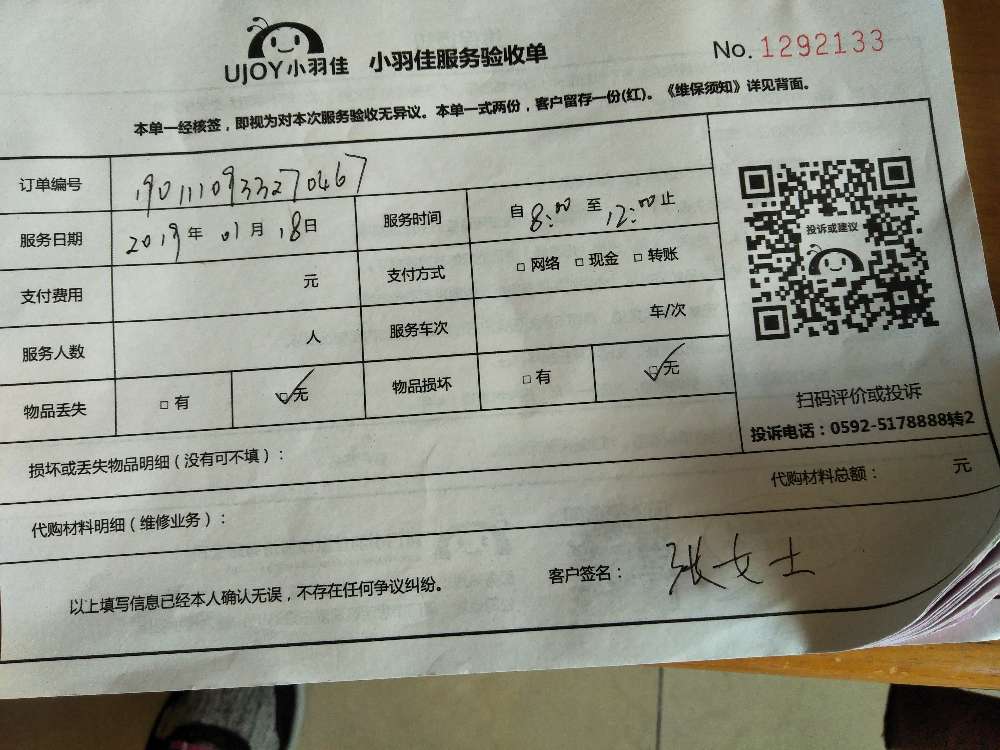 UJOY小羽佳 小羽佳服务验收单 No. 1292133
本单一经核签，即视为对本次服务验收无异议。本单一式两份，客户留存一份(红)。《维保须知》详见背面。
订单编号 1901110933270467
服务日期 2019年 01月 18日 服务时间 自 8:00 至 12:00 止
支付费用 元 支付方式 □ 网络 □ 现金 □ 转账
服务人数 人 服务车次 车/次
物品丢失 □ 有 ☑ 无 物品损坏 □ 有 ☑ 无
投诉或建议
扫码评价或投诉
投诉电话：0592-5178888转2
损坏或丢失物品明细（没有可不填）：
代购材料明细（维修业务）： 代购材料总额： 元
以上填写信息已经本人确认无误，不存在任何争议纠纷。 客户签名： 张女士